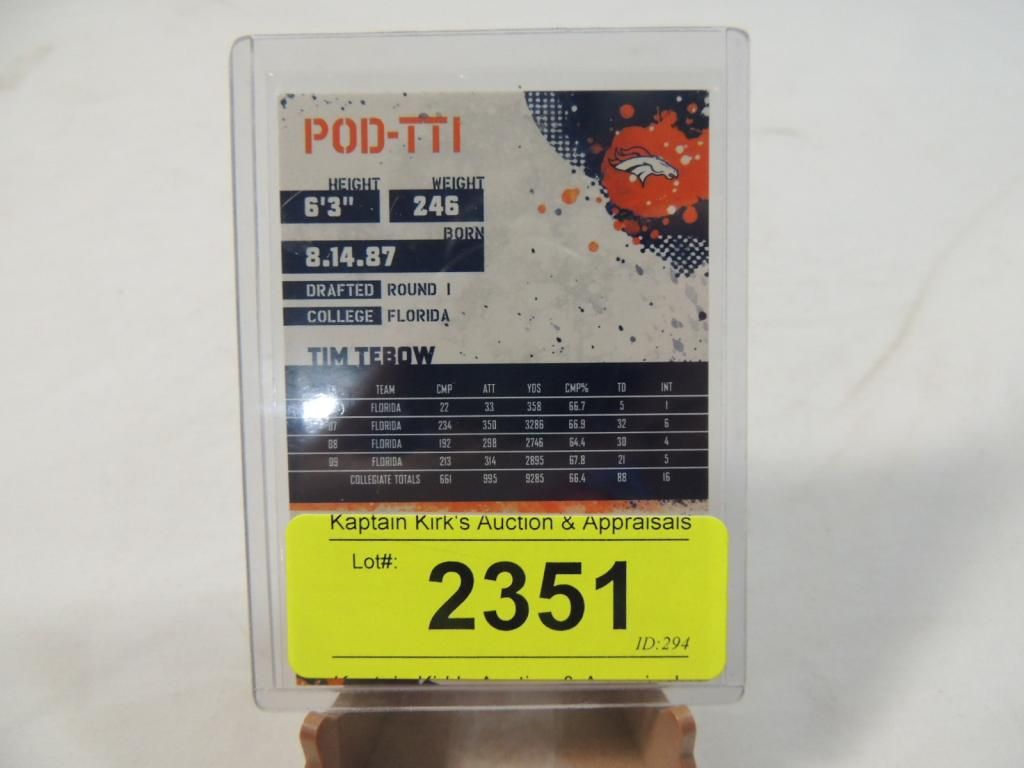 POD-TTI
HEIGHT WEIGHT
6'3" 246
BORN
8.14.87
DRAFTED ROUND 1
COLLEGE FLORIDA
TIM TEBOW
TEAM CMP ATT YDS CMP% TD INT
FLORIDA 22 33 358 66.7 5 1
07 FLORIDA 234 350 3286 66.9 32 6
08 FLORIDA 192 298 2746 64.4 30 4
09 FLORIDA 213 314 2895 67.8 21 5
COLLEGIATE TOTALS 661 995 9285 66.4 88 16
Kaptain Kirk's Auction & Appraisals
Lot#:
2351
ID:294